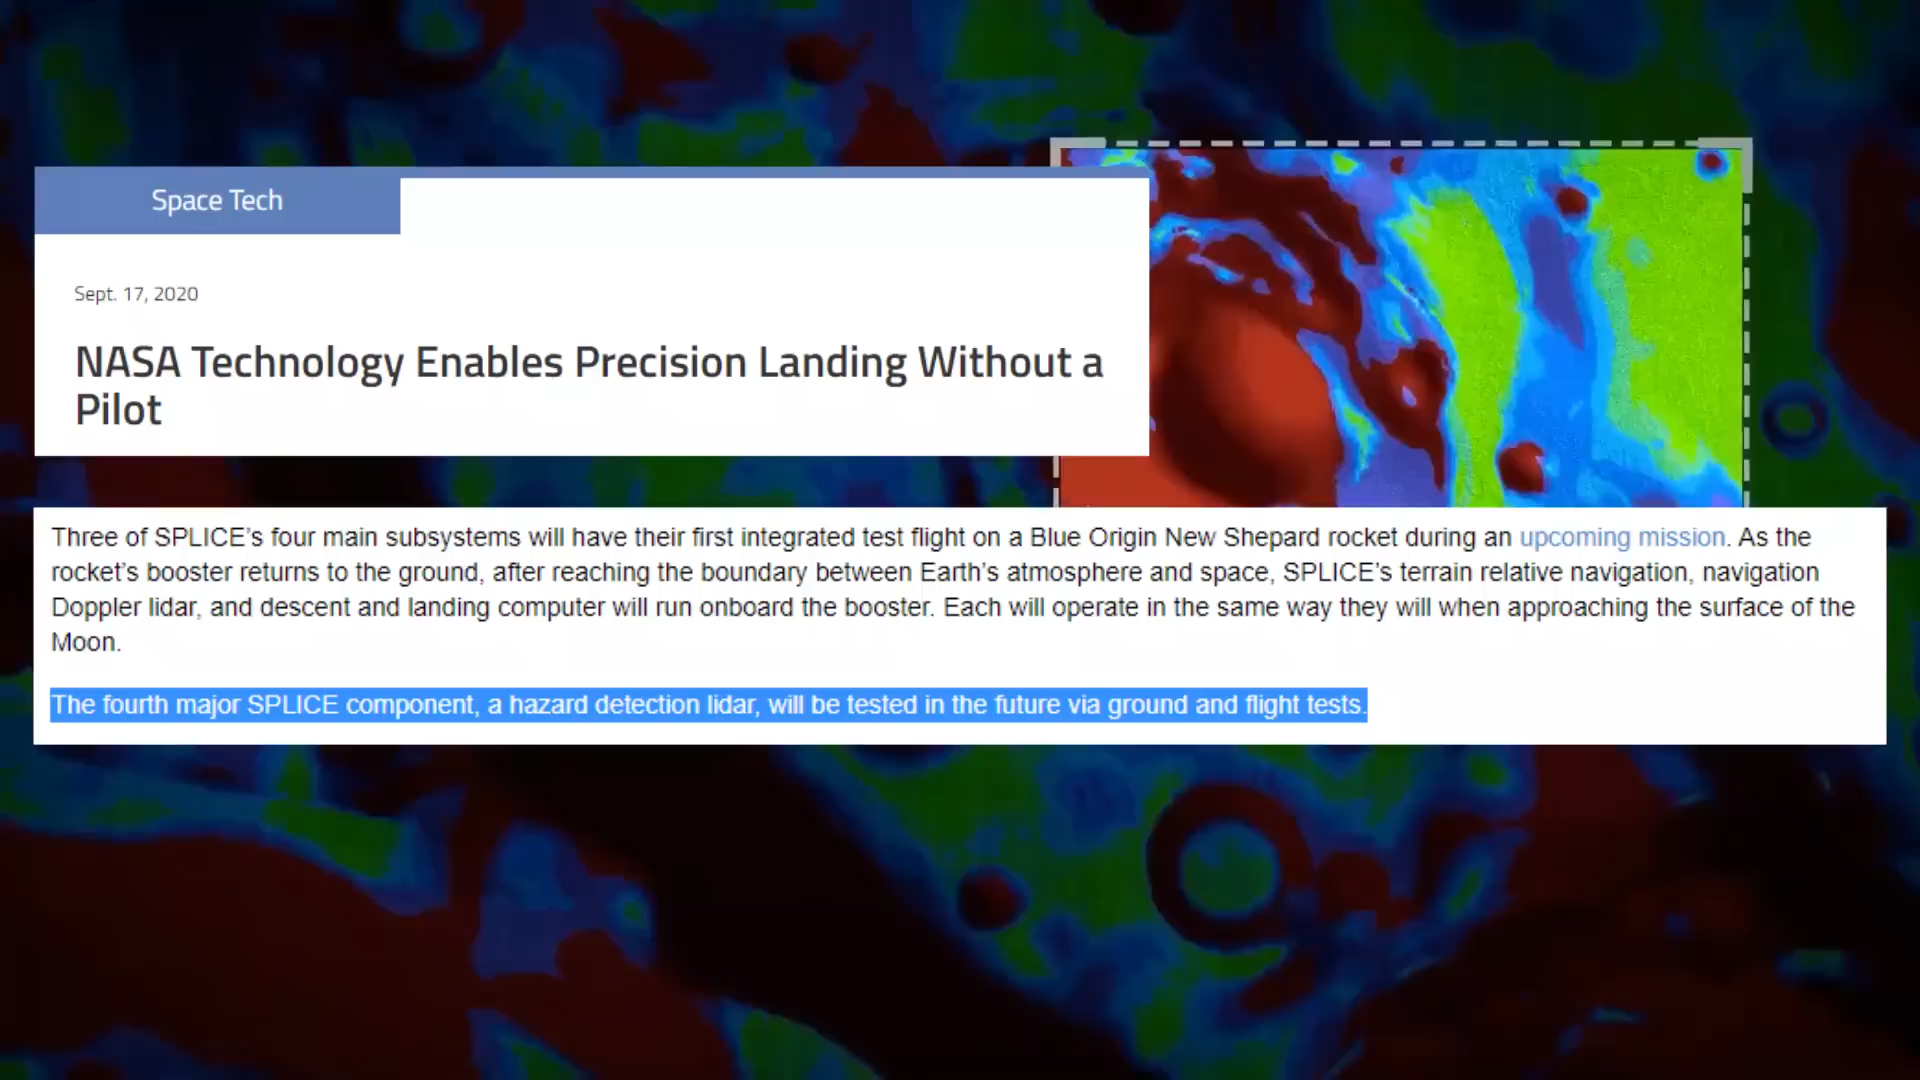 Space Tech
Sept. 17, 2020
NASA Technology Enables Precision Landing Without a
Pilot
Three of SPLICE’s four main subsystems will have their first integrated test flight on a Blue Origin New Shepard rocket during an upcoming mission. As the
rocket’s booster returns to the ground, after reaching the boundary between Earth’s atmosphere and space, SPLICE’s terrain relative navigation, navigation
Doppler lidar, and descent and landing computer will run onboard the booster. Each will operate in the same way they will when approaching the surface of the
Moon.
The fourth major SPLICE component, a hazard detection lidar, will be tested in the future via ground and flight tests.